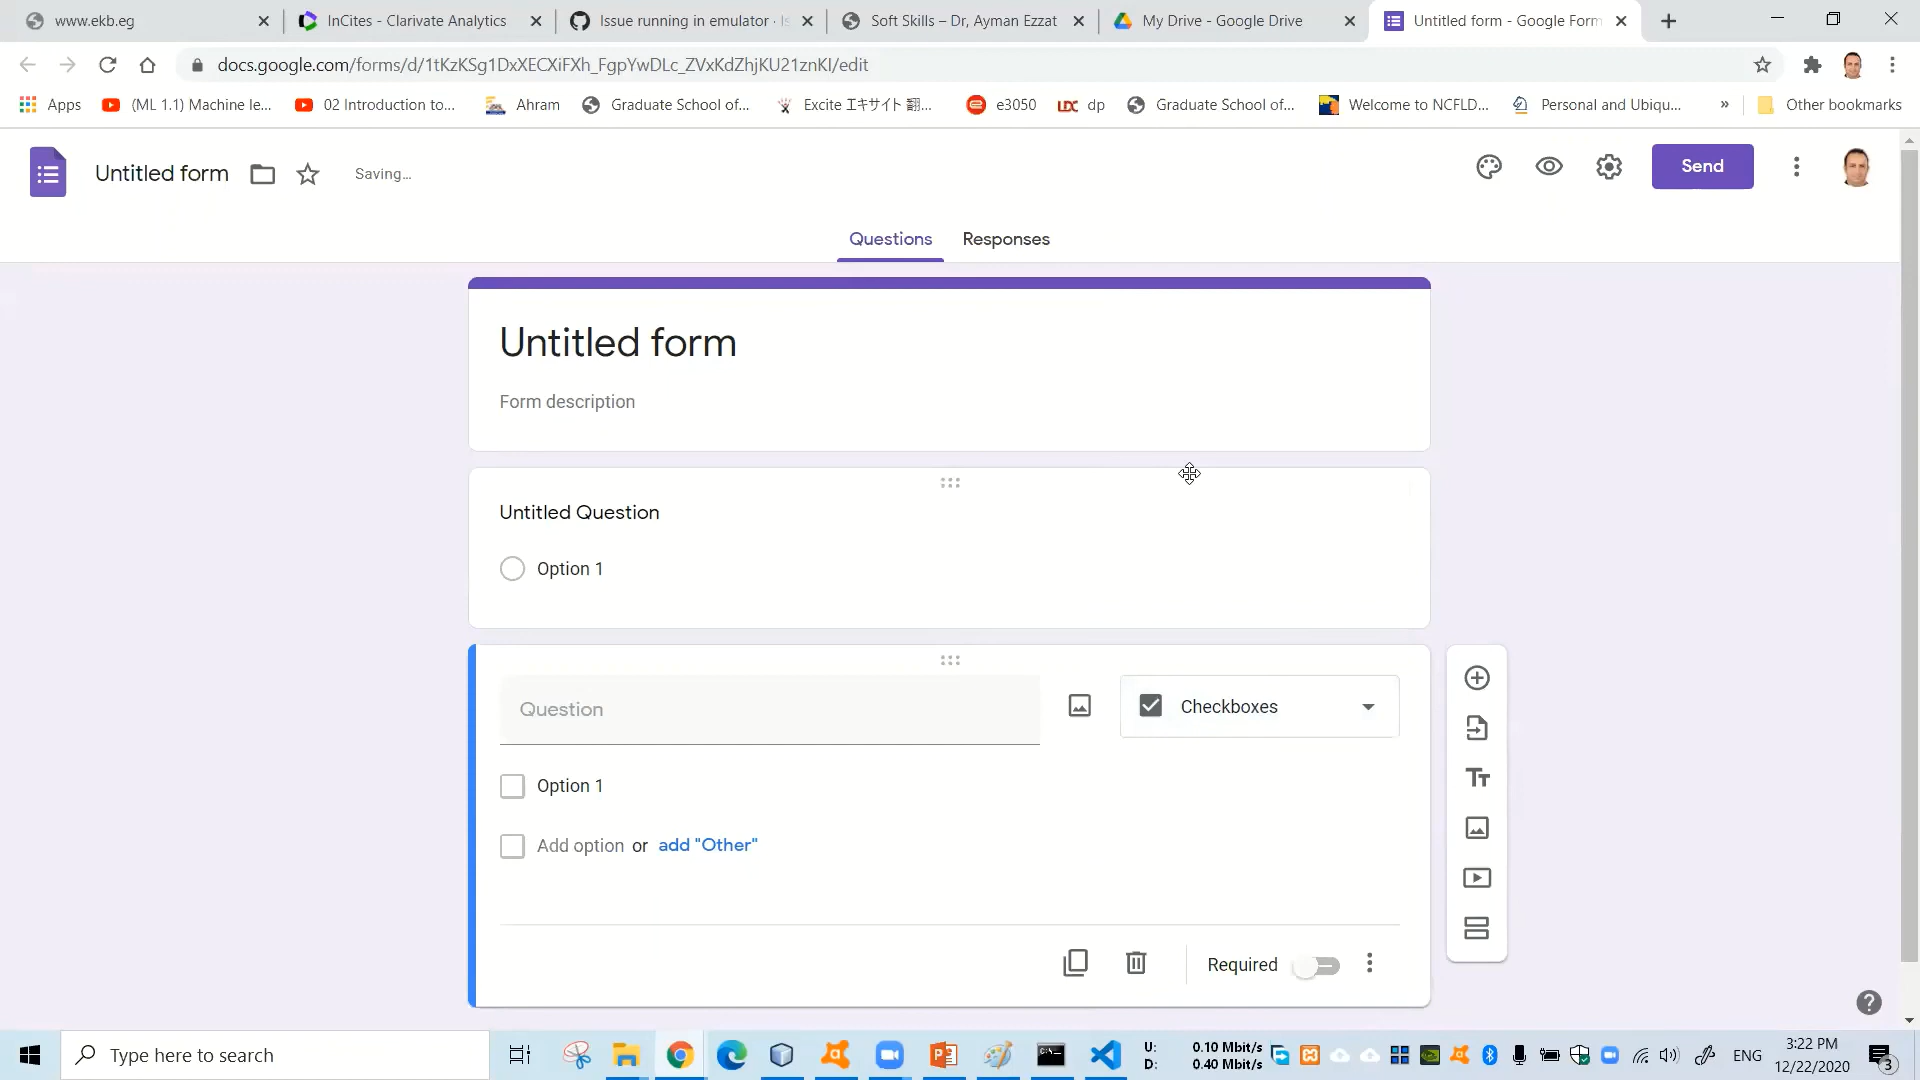 www.ekb.eg
InCites - Clarivate Analytics
Issue running in emulator · Is
Soft Skills – Dr, Ayman Ezzat
My Drive - Google Drive
Untitled form - Google Form
docs.google.com/forms/d/1tKzKSg1DxXECXiFXh_FgpYwDLc_ZVxKdZhjKU21znKI/edit
Apps
(ML 1.1) Machine le...
02 Introduction to...
Ahram
Graduate School of...
Excite エキサイト 翻...
e3050
dp
Graduate School of...
Welcome to NCFLD...
Personal and Ubiqu...
»
Other bookmarks
Untitled form
Saving...
Send
Questions
Responses
Untitled form
Form description
Untitled Question
Option 1
Question
Checkboxes
Option 1
Add option or add "Other"
Required
Type here to search
U: 0.10 Mbit/s
D: 0.40 Mbit/s
ENG
3:22 PM
12/22/2020
3